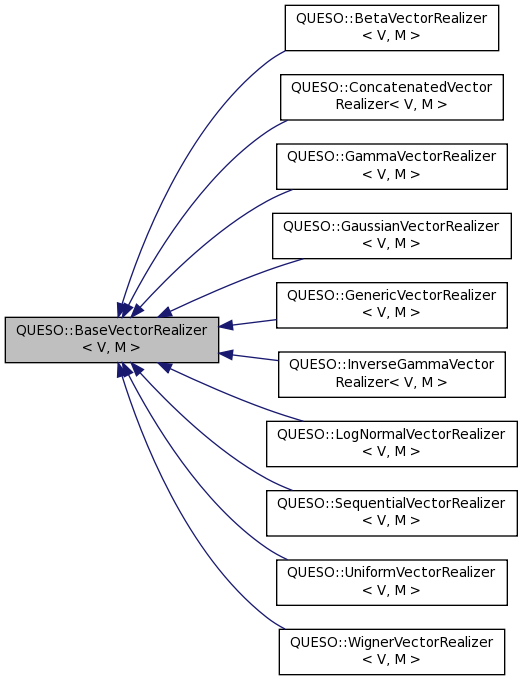 QUESO::BetaVectorRealizer
< V, M >
QUESO::ConcatenatedVector
Realizer< V, M >
QUESO::GammaVectorRealizer
< V, M >
QUESO::GaussianVectorRealizer
< V, M >
QUESO::GenericVectorRealizer
< V, M >
QUESO::BaseVectorRealizer
< V, M >
QUESO::InverseGammaVector
Realizer< V, M >
QUESO::LogNormalVectorRealizer
< V, M >
QUESO::SequentialVectorRealizer
< V, M >
QUESO::UniformVectorRealizer
< V, M >
QUESO::WignerVectorRealizer
< V, M >